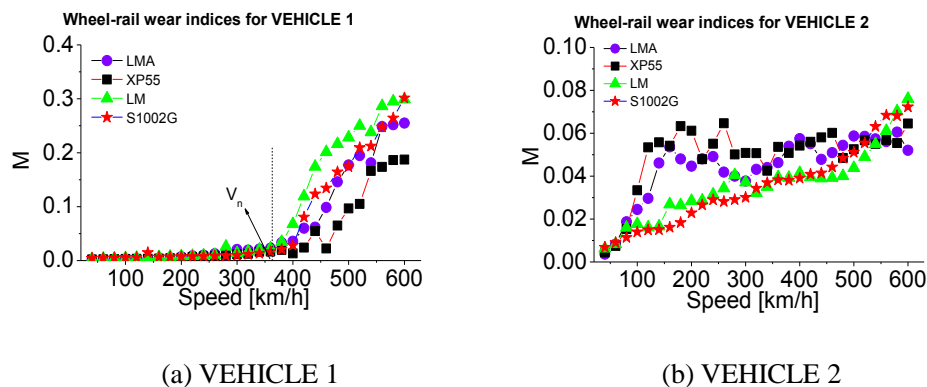 Wheel-rail wear indices for VEHICLE 1
0.4
0.3
0.2
0.1
0.0
M
LMA
XP55
LM
S1002G
Vn
100 200 300 400 500 600
Speed [km/h]
(a) VEHICLE 1
Wheel-rail wear indices for VEHICLE 2
0.10
0.08
0.06
0.04
0.02
0.00
M
LMA
XP55
LM
S1002G
100 200 300 400 500 600
Speed [km/h]
(b) VEHICLE 2